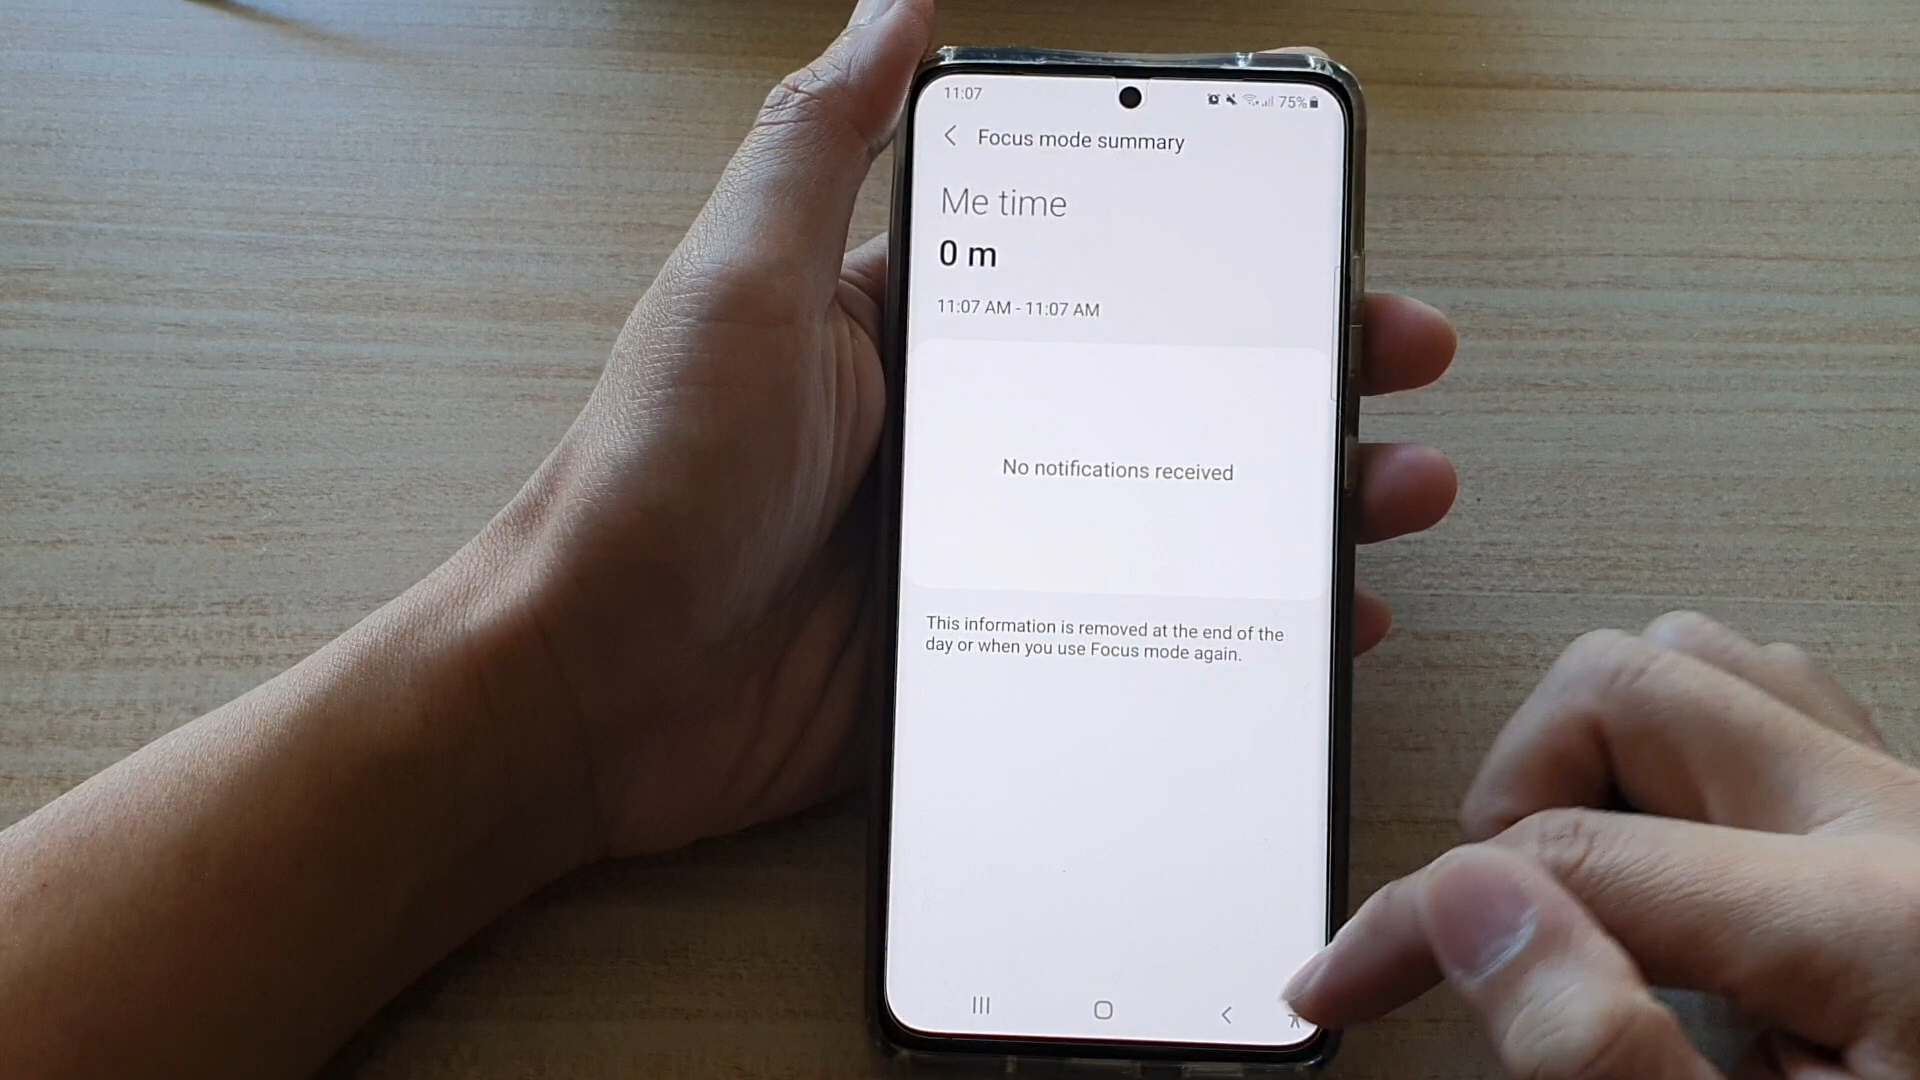 11:07
75%
Focus mode summary
Me time
0 m
11:07 AM - 11:07 AM
No notifications received
This information is removed at the end of the
day or when you use Focus mode again.